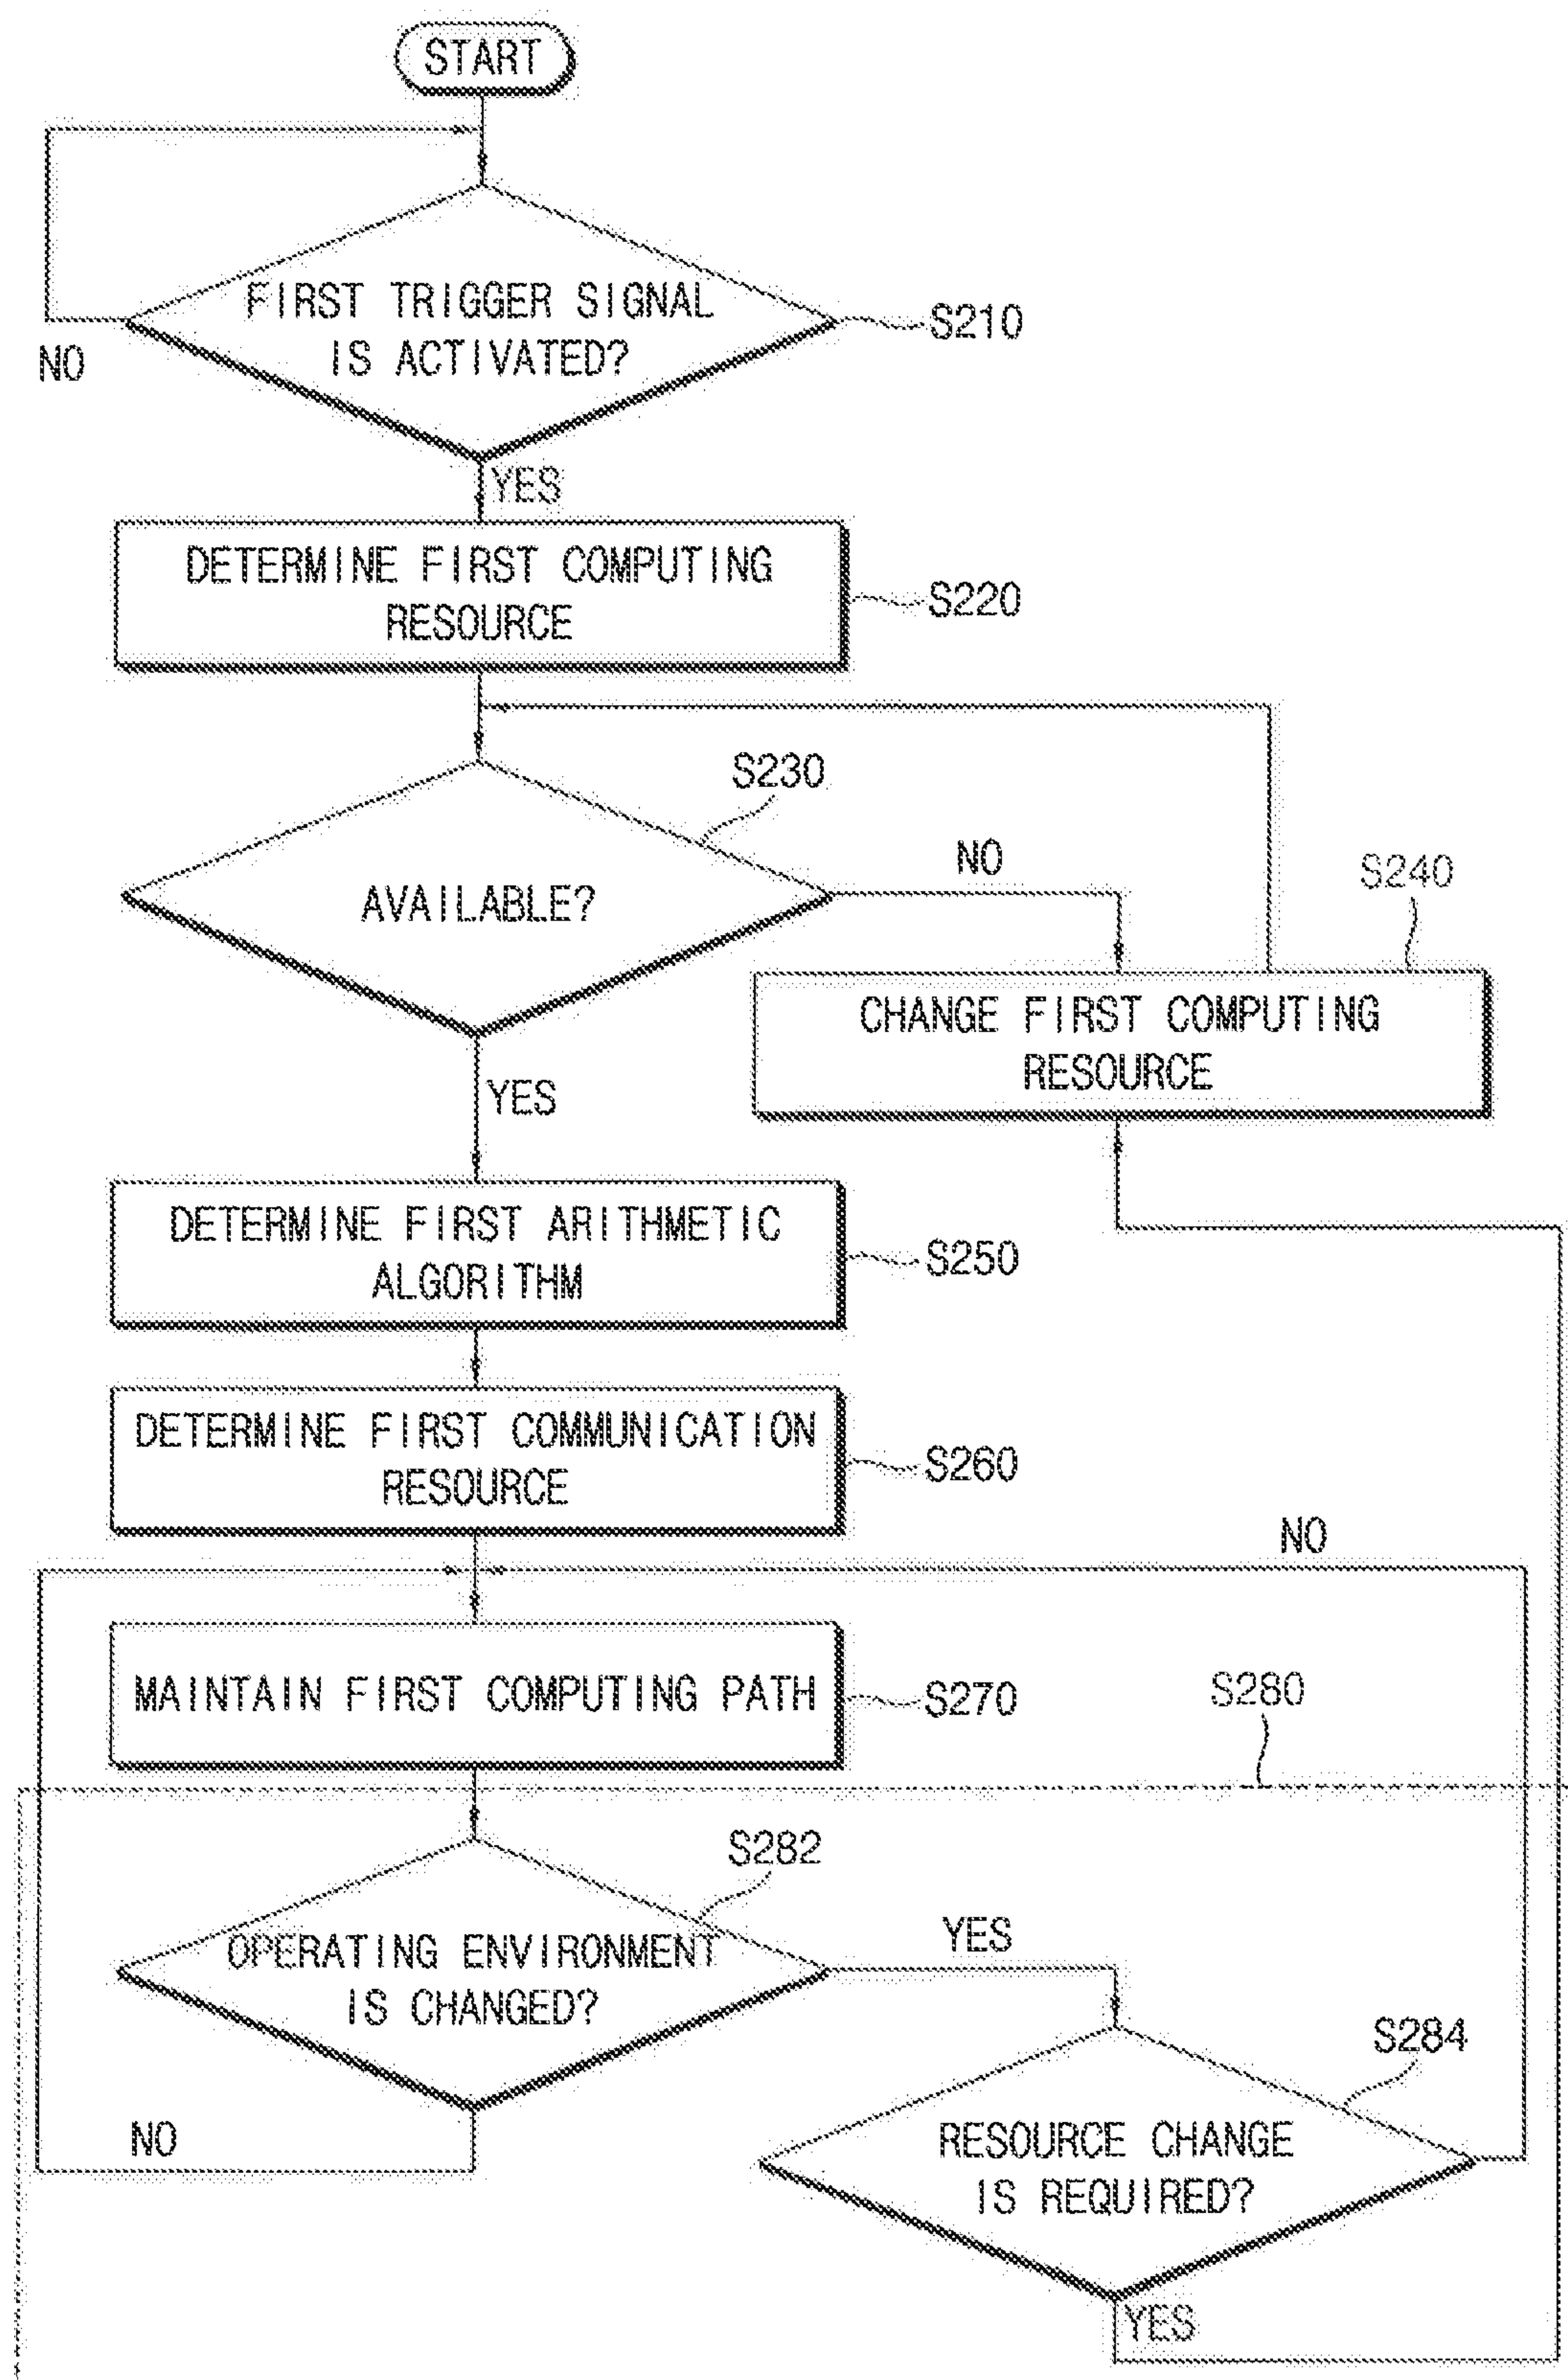 START
FIRST TRIGGER SIGNAL
IS ACTIVATED?
S210
NO
YES
DETERMINE FIRST COMPUTING
RESOURCE
S220
S230
AVAILABLE?
NO
S240
CHANGE FIRST COMPUTING
RESOURCE
YES
DETERMINE FIRST ARITHMETIC
ALGORITHM
S250
DETERMINE FIRST COMMUNICATION
RESOURCE
S260
NO
MAINTAIN FIRST COMPUTING PATH
S270
S280
S282
OPERATING ENVIRONMENT
IS CHANGED?
YES
S284
NO
RESOURCE CHANGE
IS REQUIRED?
YES